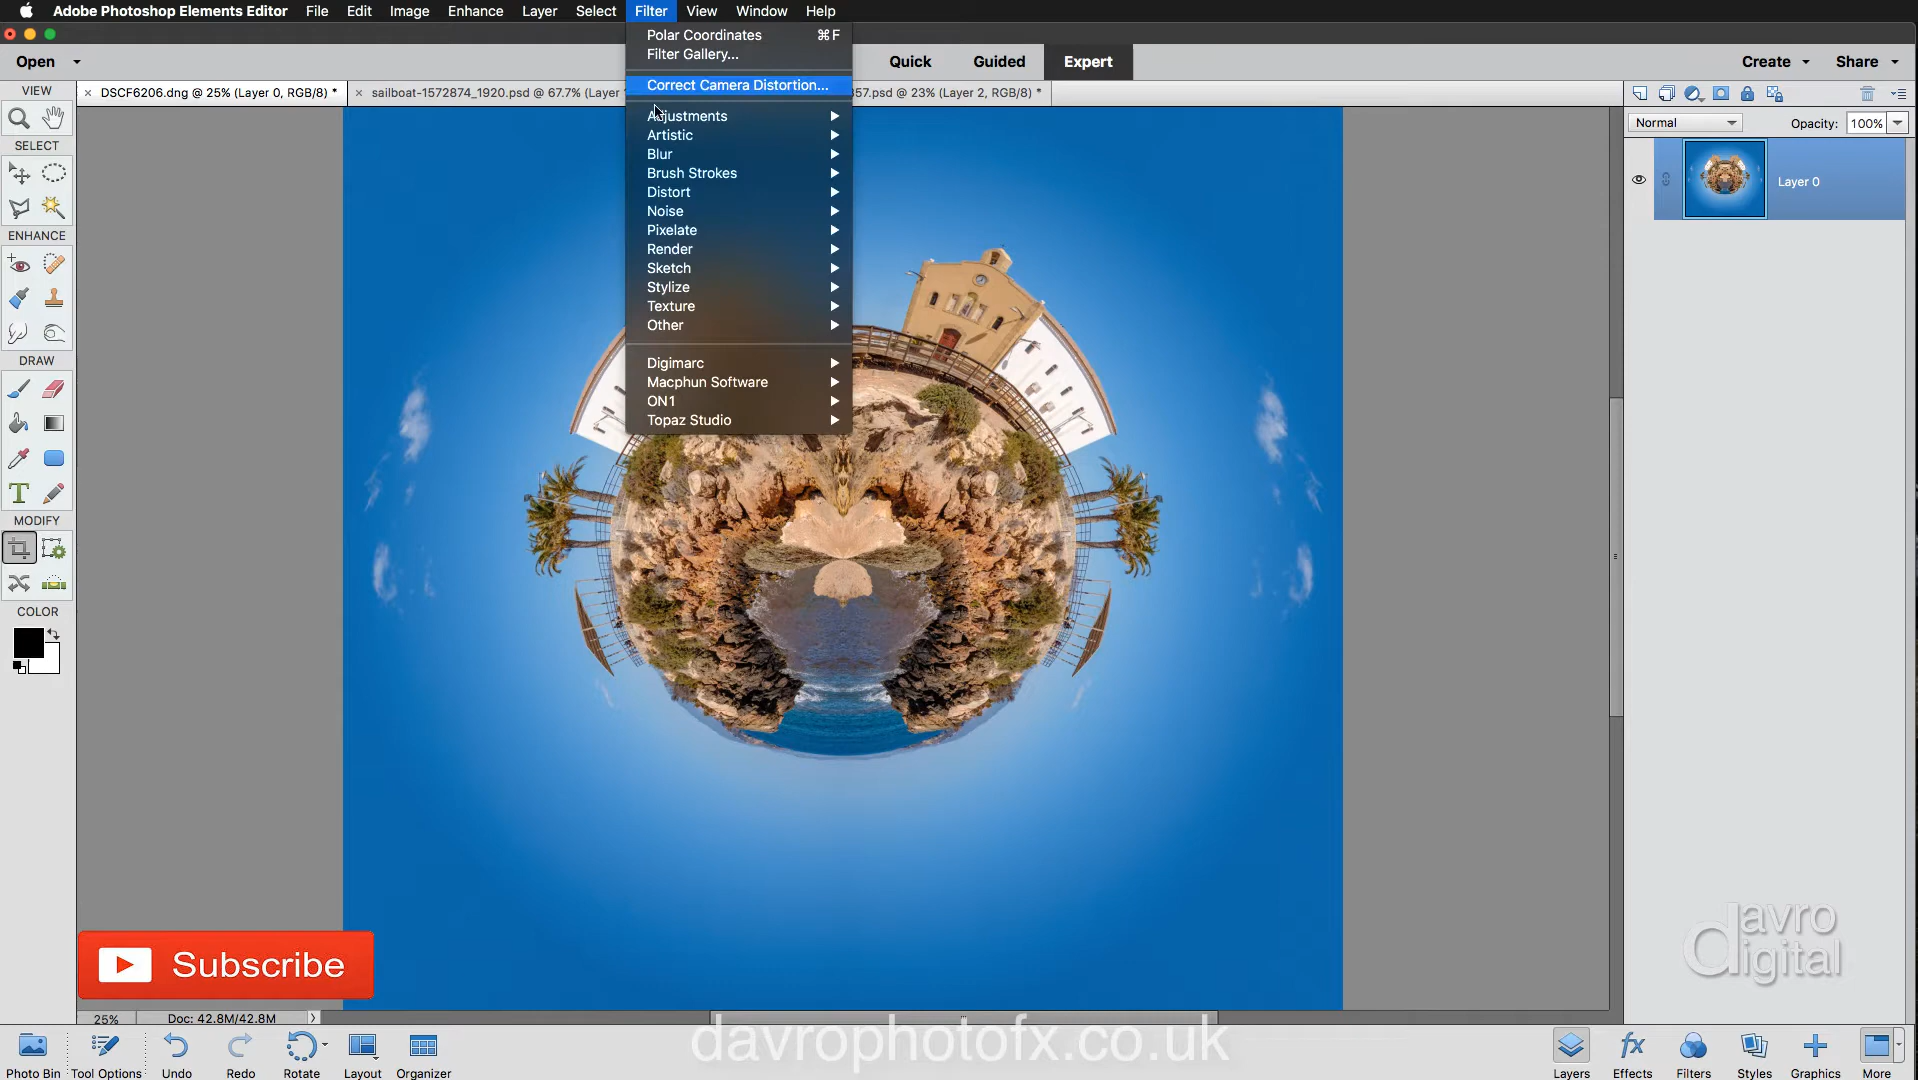 Adobe Photoshop Elements Editor File Edit Image Enhance Layer Select Filter View Window Help
Polar Coordinates ⌘F
Filter Gallery...
Open Quick Guided Expert Create Share
Correct Camera Distortion...
VIEW
DSCF6206.dng @ 25% (Layer 0, RGB/8) * sailboat-1572874_1920.psd @ 67.7% (Layer 57.psd @ 23% (Layer 2, RGB/8) *
Adjustments
Normal Opacity: 100%
Artistic
SELECT
Blur
Brush Strokes
Layer 0
Distort
Noise
Pixelate
ENHANCE
Render
Sketch
Stylize
Texture
Other
DRAW
Digimarc
Macphun Software
ON1
Topaz Studio
T
MODIFY
COLOR
davro
digital
Subscribe
25% Doc: 42.8M/42.8M
davrophotofx.co.uk
fx
Photo Bin Tool Options Undo Redo Rotate Layout Organizer Layers Effects Filters Styles Graphics More